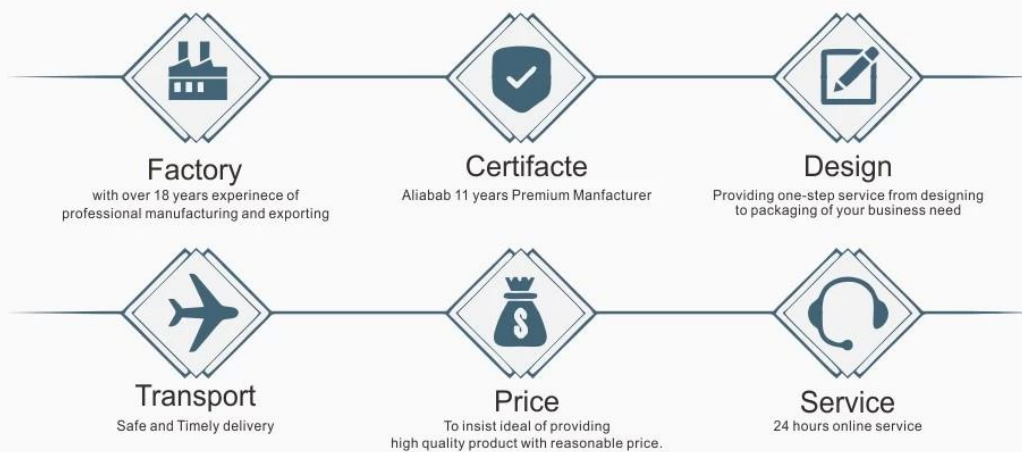 Factory
with over 18 years experinece of
professional manufacturing and exporting
Certifacte
Aliabab 11 years Premium Manfacturer
Design
Providing one-step service from designing
to packaging of your business need
Transport
Safe and Timely delivery
Price
To insist ideal of providing
high quality product with reasonable price.
Service
24 hours online service